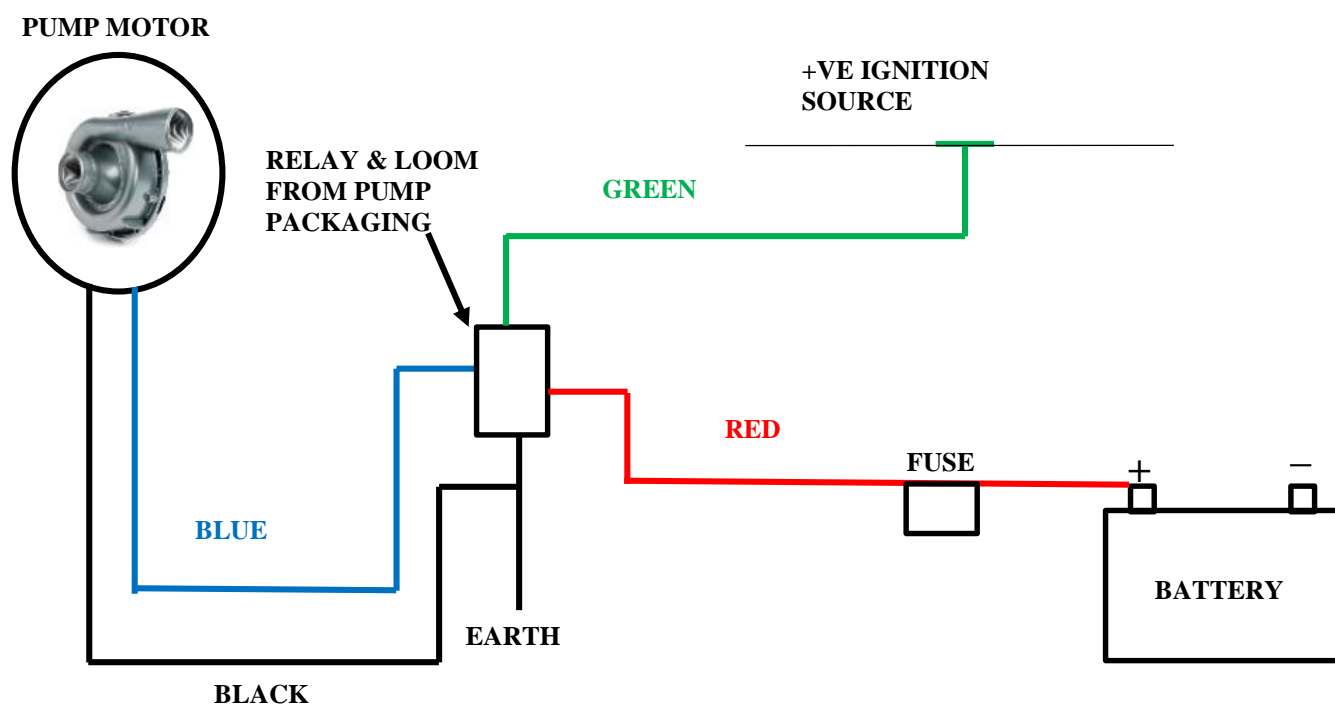 PUMP MOTOR
+VE IGNITION
SOURCE
RELAY & LOOM
FROM PUMP
PACKAGING
GREEN
RED
FUSE
+
−
BLUE
BATTERY
EARTH
BLACK